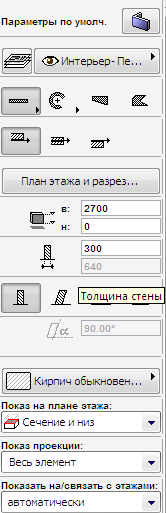 Параметры по умолч.
Интерьер- Пе...
План этажа и разрез...
в: 2700
н: 0
300
640
Толщина стены
α 90.00°
Кирпич обыкновен...
Показ на плане этажа:
Сечение и низ
Показ проекции:
Весь элемент
Показать на/связать с этажами:
автоматически